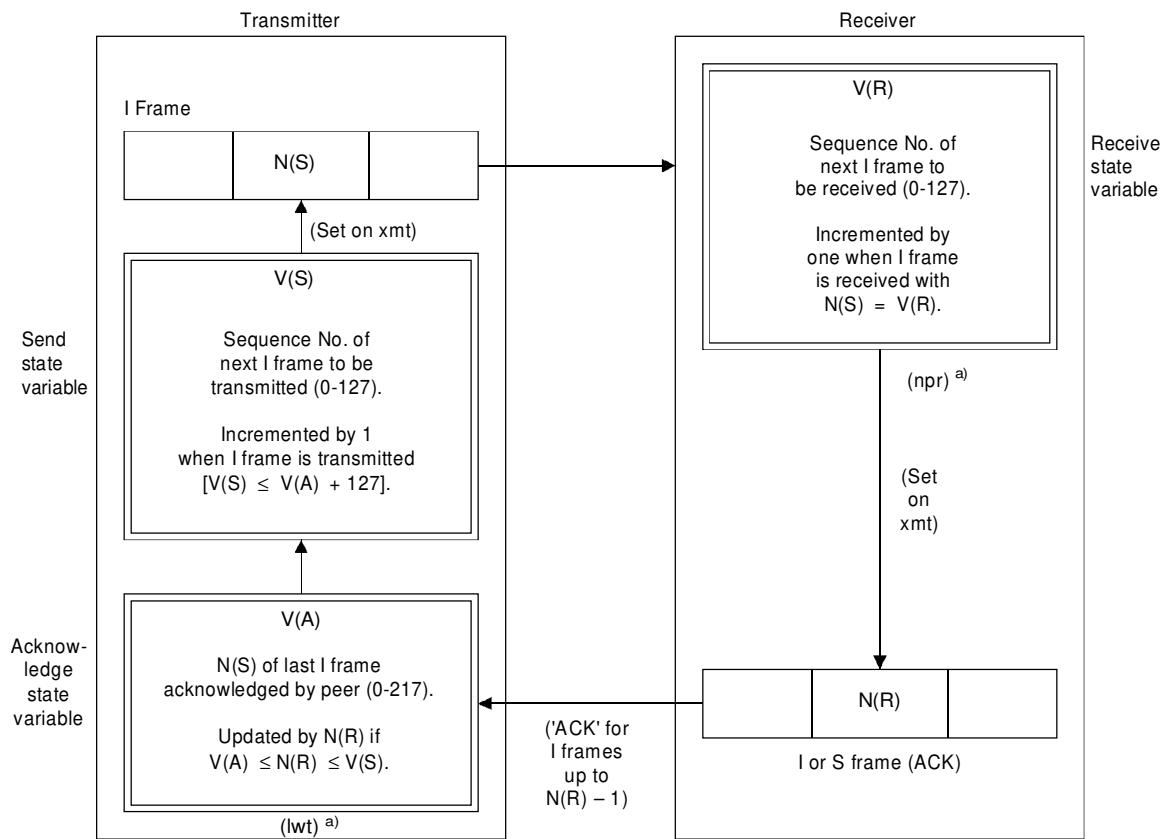 Transmitter
I Frame
N(S)
(Set on xmt)
Send
state
variable
V(S)
Sequence No. of
next I frame to be
transmitted (0-127).
Incremented by 1
when I frame is transmitted
[V(S) ≤ V(A) + 127].
Acknow-
ledge
state
variable
V(A)
N(S) of last I frame
acknowledged by peer (0-217).
Updated by N(R) if
V(A) ≤ N(R) ≤ V(S).
(lwt) a)
Receiver
V(R)
Sequence No. of
next I frame to
be received (0-127).
Incremented by
one when I frame
is received with
N(S) = V(R).
Receive
state
variable
(npr) a)
(Set
on
xmt)
N(R)
I or S frame (ACK)
('ACK' for
I frames
up to
N(R) – 1)